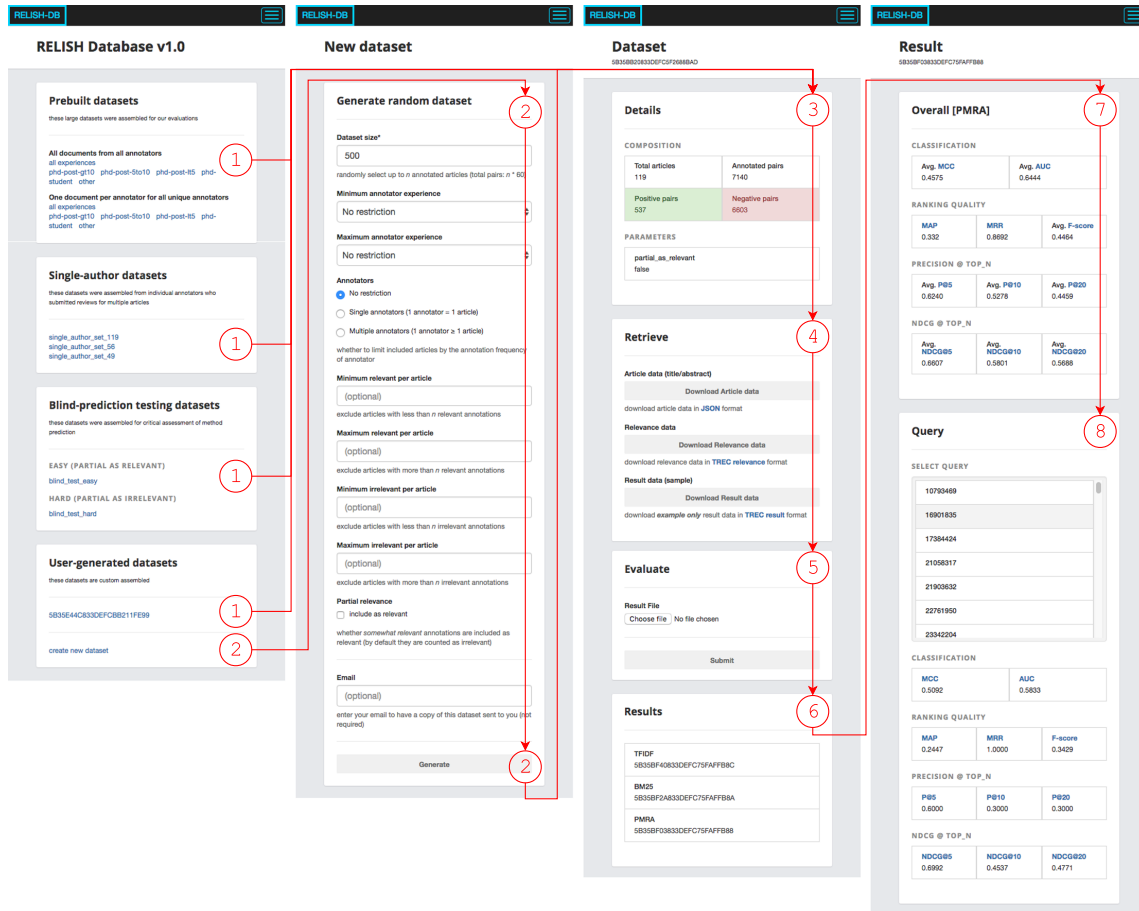 RELISH-DB
RELISH Database v1.0
Prebuilt datasets
these large datasets were assembled for our evaluations
All documents from all annotators
all experiences
phd-post-gt10 phd-post-5to10 phd-post-lt5 phd-
student other
One document per annotator for all unique annotators
all experiences
phd-post-gt10 phd-post-5to10 phd-post-lt5 phd-
student other
1
Single-author datasets
these datasets were assembled from individual annotators who
submitted reviews for multiple articles
single_author_set_119
single_author_set_56
single_author_set_49
1
Blind-prediction testing datasets
these datasets were assembled for critical assessment of method
prediction
EASY (PARTIAL AS RELEVANT)
blind_test_easy
HARD (PARTIAL AS IRRELEVANT)
blind_test_hard
1
User-generated datasets
these datasets are custom assembled
5B35E44C833DEFCBB211FE99
1
create new dataset
2
RELISH-DB
New dataset
Generate random dataset
2
Dataset size*
500
randomly select up to n annotated articles (total pairs: n * 60)
Minimum annotator experience
No restriction
Maximum annotator experience
No restriction
Annotators
No restriction
Single annotators (1 annotator = 1 article)
Multiple annotators (1 annotator ≥ 1 article)
whether to limit included articles by the annotation frequency
of annotator
Minimum relevant per article
(optional)
exclude articles with less than n relevant annotations
Maximum relevant per article
(optional)
exclude articles with more than n relevant annotations
Minimum irrelevant per article
(optional)
exclude articles with less than n irrelevant annotations
Maximum irrelevant per article
(optional)
exclude articles with more than n irrelevant annotations
Partial relevance
include as relevant
whether somewhat relevant annotations are included as
relevant (by default they are counted as irrelevant)
Email
(optional)
enter your email to have a copy of this dataset sent to you (not
required)
Generate
2
RELISH-DB
Dataset
5B35BB20833DEFC5F2688BAD
Details
3
COMPOSITION
Total articles Annotated pairs
119 7140
Positive pairs Negative pairs
537 6603
PARAMETERS
partial_as_relevant
false
Retrieve
4
Article data (title/abstract)
Download Article data
download article data in JSON format
Relevance data
Download Relevance data
download relevance data in TREC relevance format
Result data (sample)
Download Result data
download example only result data in TREC result format
Evaluate
5
Result File
Choose file No file chosen
Submit
Results
6
TFIDF
5B35BF40833DEFC75FAFFB8C
BM25
5B35BF2A833DEFC75FAFFB8A
PMRA
5B35BF03833DEFC75FAFFB88
RELISH-DB
Result
5B35BF03833DEFC75FAFFB88
Overall [PMRA]
7
CLASSIFICATION
Avg. MCC Avg. AUC
0.4575 0.6444
RANKING QUALITY
MAP MRR Avg. F-score
0.332 0.8692 0.4464
PRECISION @ TOP_N
Avg. P@5 Avg. P@10 Avg. P@20
0.6240 0.5278 0.4459
NDCG @ TOP_N
Avg. Avg. Avg.
NDCG@5 NDCG@10 NDCG@20
0.6607 0.5801 0.5688
Query
8
SELECT QUERY
10793469
16901835
17384424
21058317
21903632
22761950
23342204
CLASSIFICATION
MCC AUC
0.5092 0.5833
RANKING QUALITY
MAP MRR F-score
0.2447 1.0000 0.3429
PRECISION @ TOP_N
P@5 P@10 P@20
0.6000 0.3000 0.3000
NDCG @ TOP_N
NDCG@5 NDCG@10 NDCG@20
0.6992 0.4537 0.4771